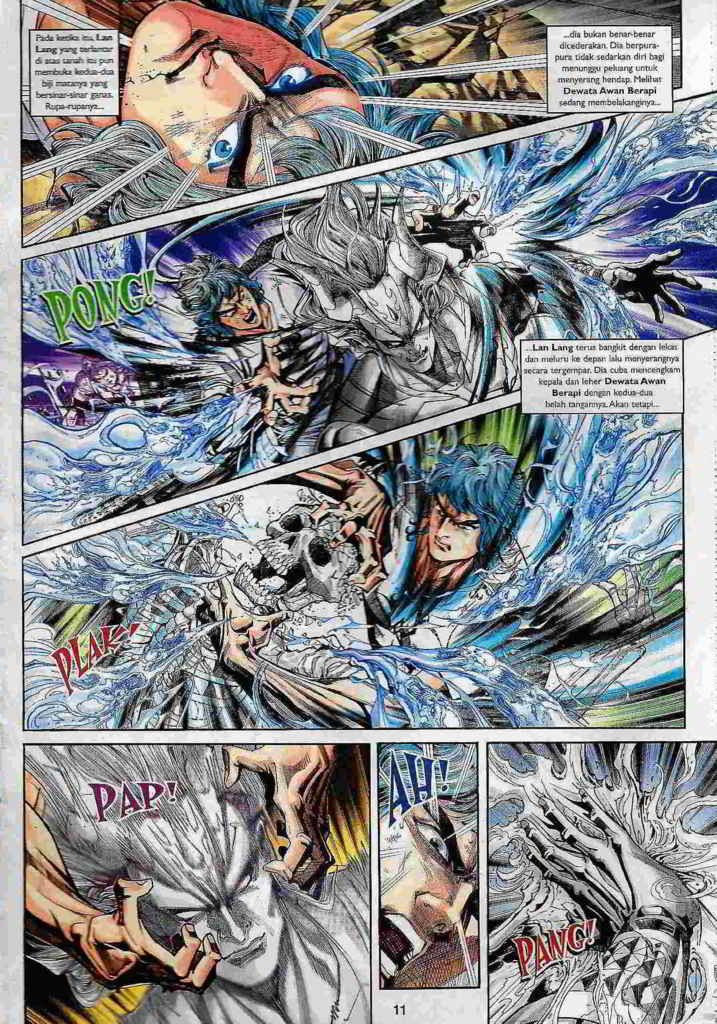 Pada ketika itu, Lan
Lang yang terlantar
di atas tanah itu pun
membuka kedua-dua
biji matanya yang
bersinar-sinar ganas.
Rupa-rupanya...
...dia bukan benar-benar
dicederakan. Dia berpura-
pura tidak sedarkan diri bagi
menunggu peluang untuk
menyerang hendap. Melihat
Dewata Awan Berapi
sedang membelakanginya...
PONG!
...Lan Lang terus bangkit dengan lekas
dan meluru ke depan lalu menyerangnya
secara tergempar. Dia cuba mencengkam
kepala dan leher Dewata Awan
Berapi dengan kedua-dua
belah tangannya. Akan tetapi...
PLAK!
PAP!
AH!
PANG!
11